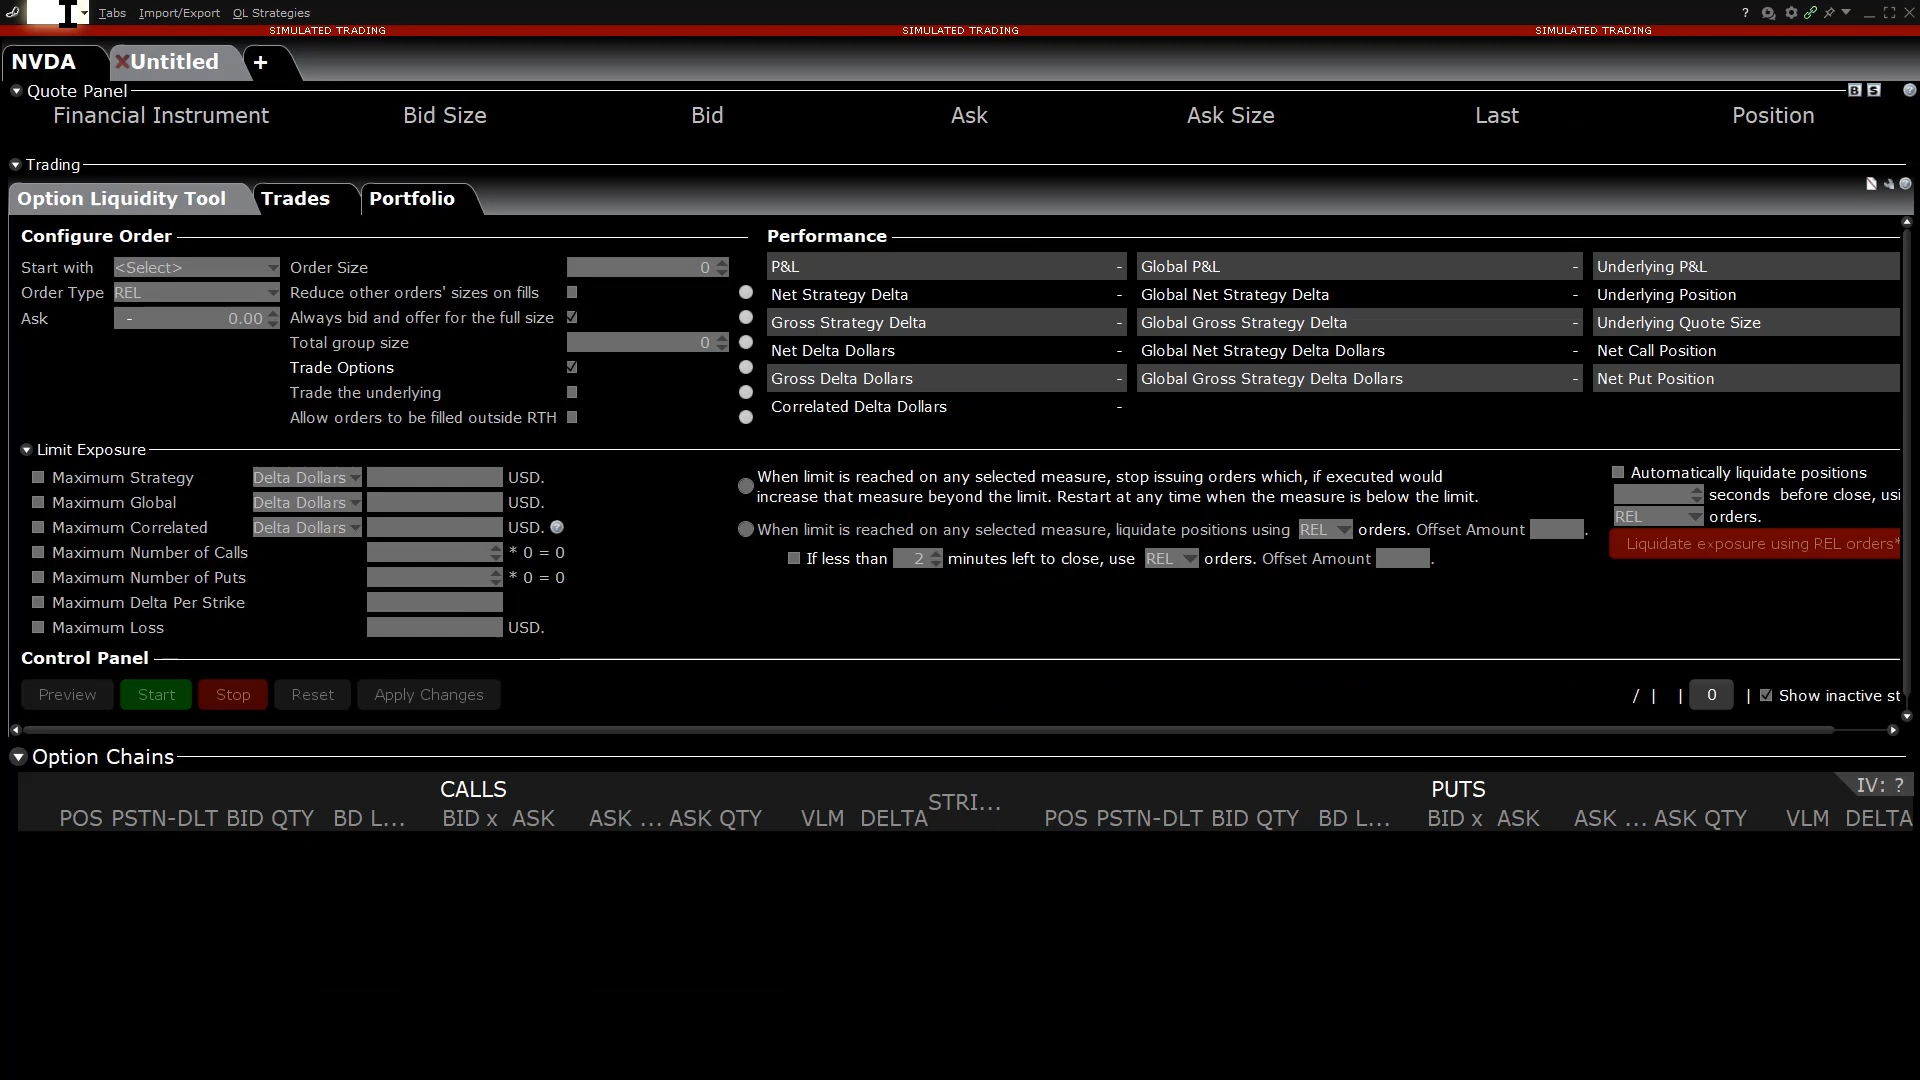 Tabs Import/Export QL Strategies ?
SIMULATED TRADING SIMULATED TRADING SIMULATED TRADING
NVDA Untitled +
Quote Panel B S ?
Financial Instrument Bid Size Bid Ask Ask Size Last Position
Trading
Option Liquidity Tool Trades Portfolio ?
Configure Order Performance
Start with <Select> Order Size 0 P&L - Global P&L - Underlying P&L
Order Type REL Reduce other orders' sizes on fills Net Strategy Delta - Global Net Strategy Delta - Underlying Position
Ask - 0.00 Always bid and offer for the full size Gross Strategy Delta - Global Gross Strategy Delta - Underlying Quote Size
Total group size 0 Net Delta Dollars - Global Net Strategy Delta Dollars - Net Call Position
Trade Options Gross Delta Dollars - Global Gross Strategy Delta Dollars - Net Put Position
Trade the underlying Correlated Delta Dollars -
Allow orders to be filled outside RTH
Limit Exposure
Maximum Strategy Delta Dollars USD. When limit is reached on any selected measure, stop issuing orders which, if executed would Automatically liquidate positions
Maximum Global Delta Dollars USD. increase that measure beyond the limit. Restart at any time when the measure is below the limit. seconds before close, usi
Maximum Correlated Delta Dollars USD. ? When limit is reached on any selected measure, liquidate positions using REL orders. Offset Amount . REL orders.
Maximum Number of Calls * 0 = 0 If less than 2 minutes left to close, use REL orders. Offset Amount . Liquidate exposure using REL orders*
Maximum Number of Puts * 0 = 0
Maximum Delta Per Strike
Maximum Loss USD.
Control Panel
Preview Start Stop Reset Apply Changes / | | 0 | Show inactive st
Option Chains
CALLS PUTS IV: ?
POS PSTN-DLT BID QTY BD L... BID x ASK ASK ... ASK QTY VLM DELTA STRI... POS PSTN-DLT BID QTY BD L... BID x ASK ASK ... ASK QTY VLM DELTA